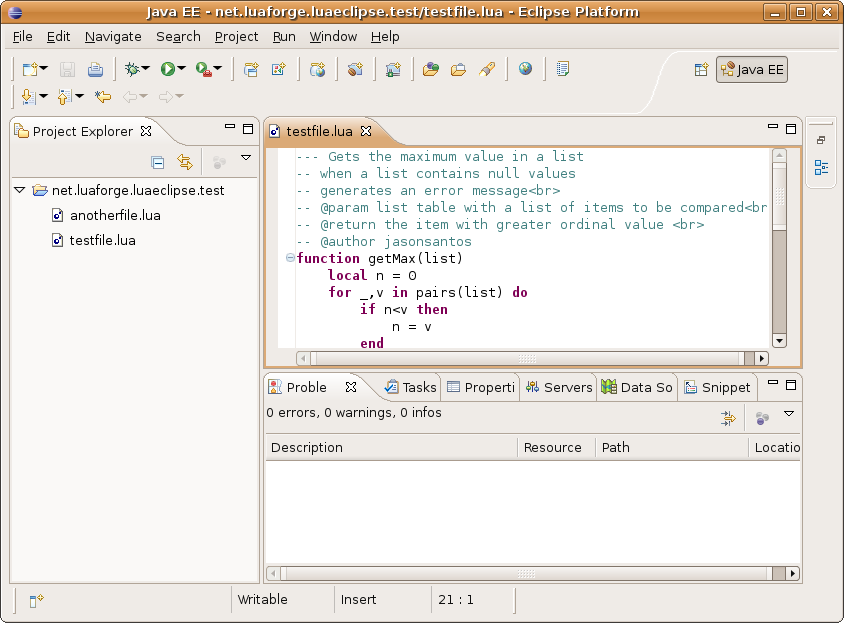 Java EE - net.luaforge.luaeclipse.test/testfile.lua - Eclipse Platform
File Edit Navigate Search Project Run Window Help
Java EE
Project Explorer
net.luaforge.luaeclipse.test
anotherfile.lua
testfile.lua
testfile.lua
--- Gets the maximum value in a list
-- when a list contains null values
-- generates an error message<br>
-- @param list table with a list of items to be compared<br
-- @return the item with greater ordinal value <br>
-- @author jasonsantos
function getMax(list)
local n = 0
for _,v in pairs(list) do
if n<v then
n = v
end
Proble Tasks Properti Servers Data So Snippet
0 errors, 0 warnings, 0 infos
Description Resource Path Locatio
Writable Insert 21 : 1